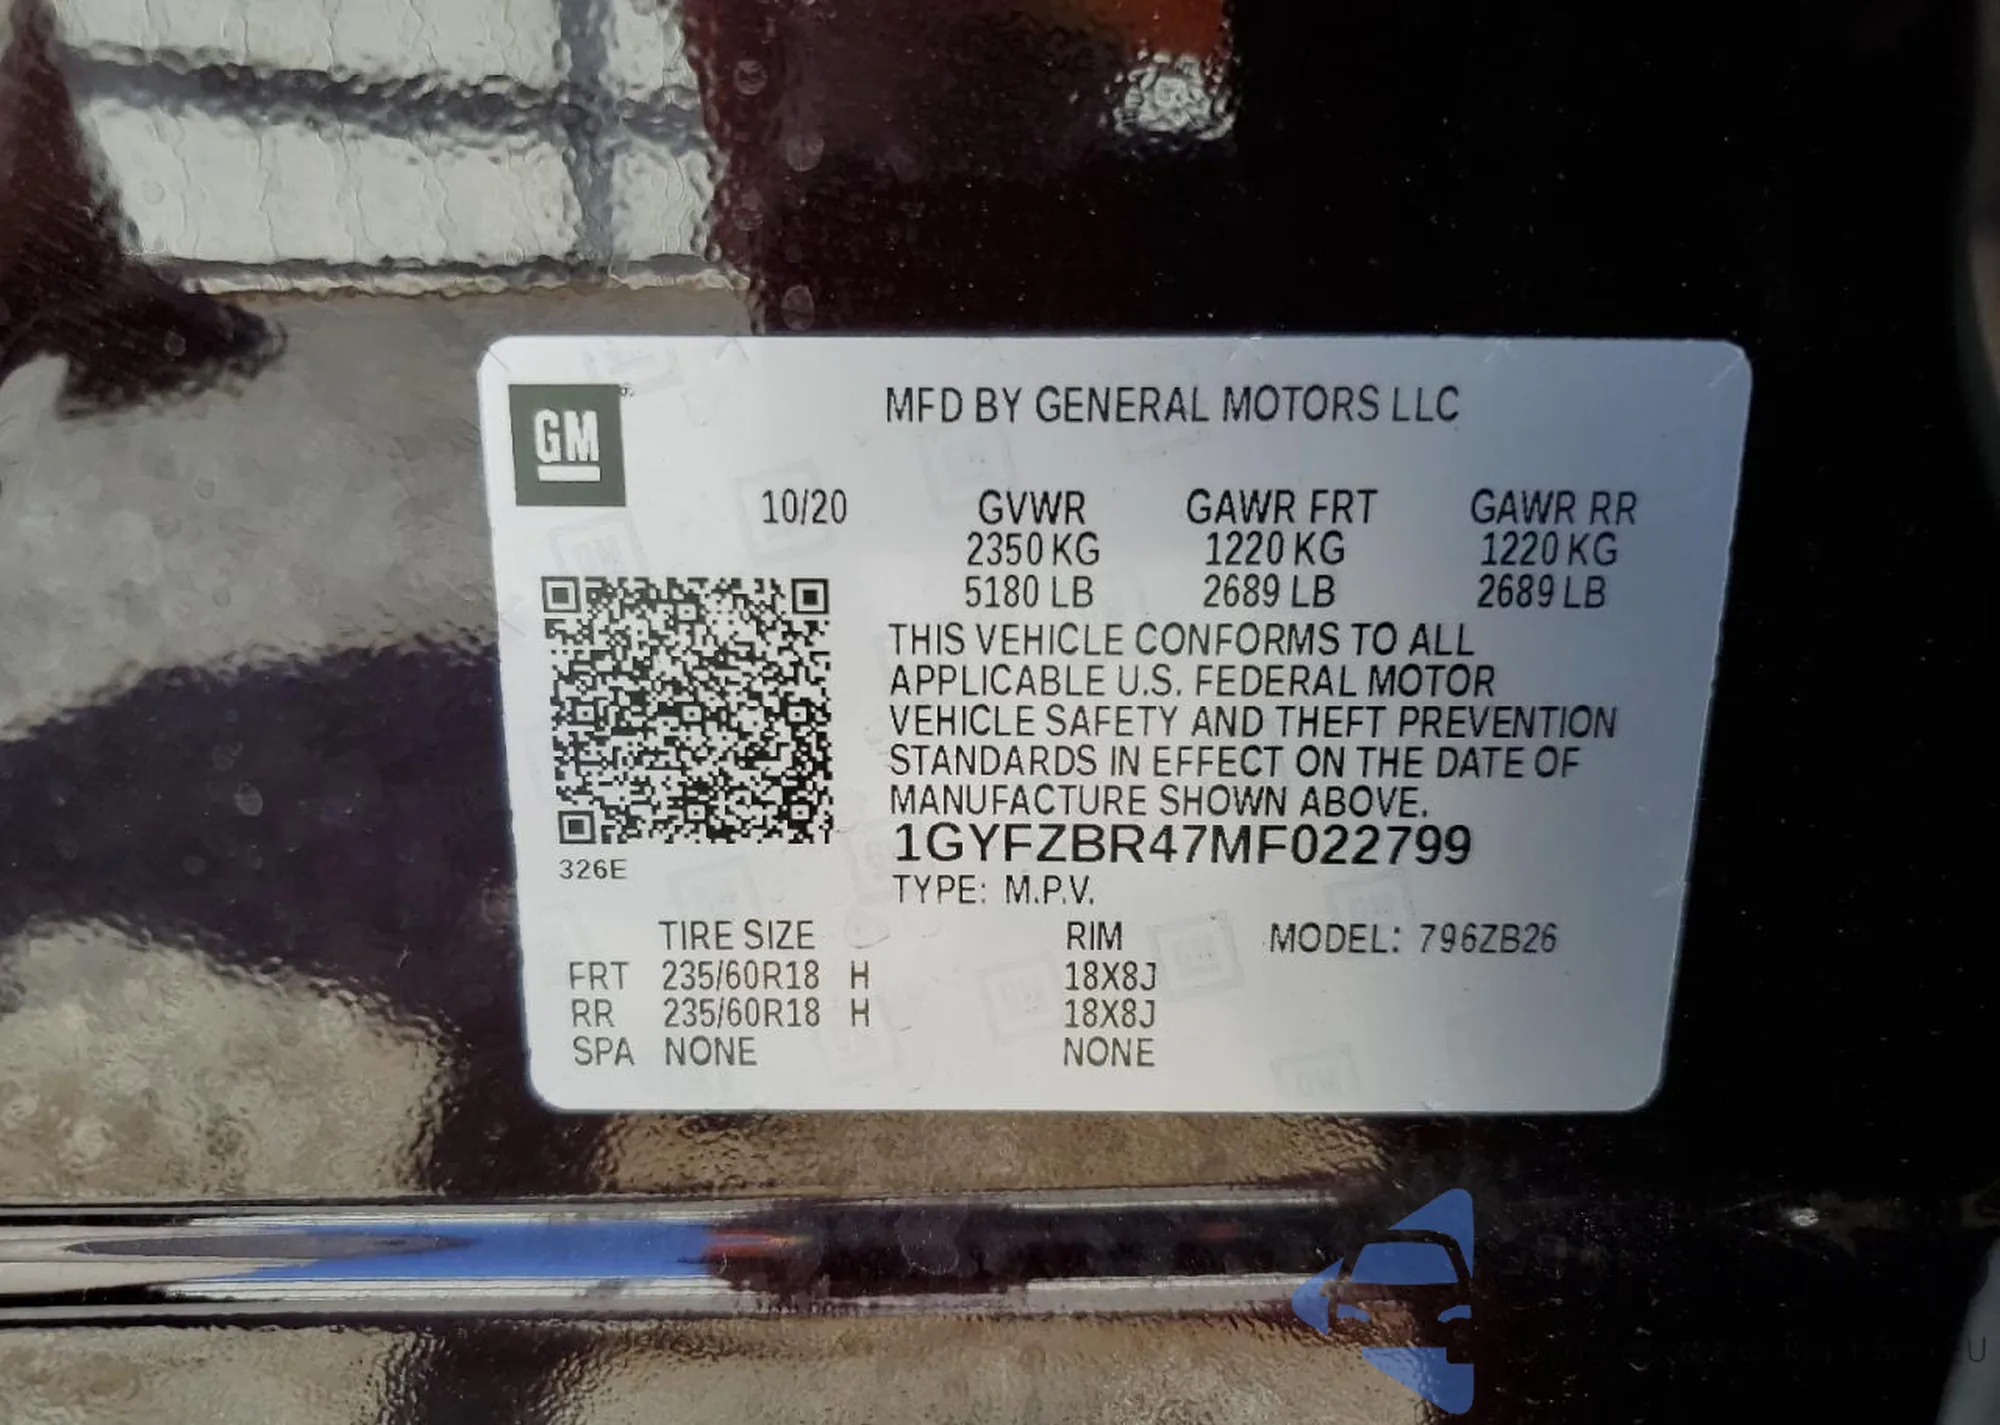 GM
MFD BY GENERAL MOTORS LLC
10/20 GVWR GAWR FRT GAWR RR
2350 KG 1220 KG 1220 KG
5180 LB 2689 LB 2689 LB
THIS VEHICLE CONFORMS TO ALL
APPLICABLE U.S. FEDERAL MOTOR
VEHICLE SAFETY AND THEFT PREVENTION
STANDARDS IN EFFECT ON THE DATE OF
MANUFACTURE SHOWN ABOVE.
1GYFZBR47MF022799
326E
TYPE: M.P.V.
TIRE SIZE RIM MODEL: 796ZB26
FRT 235/60R18 H 18X8J
RR 235/60R18 H 18X8J
SPA NONE NONE